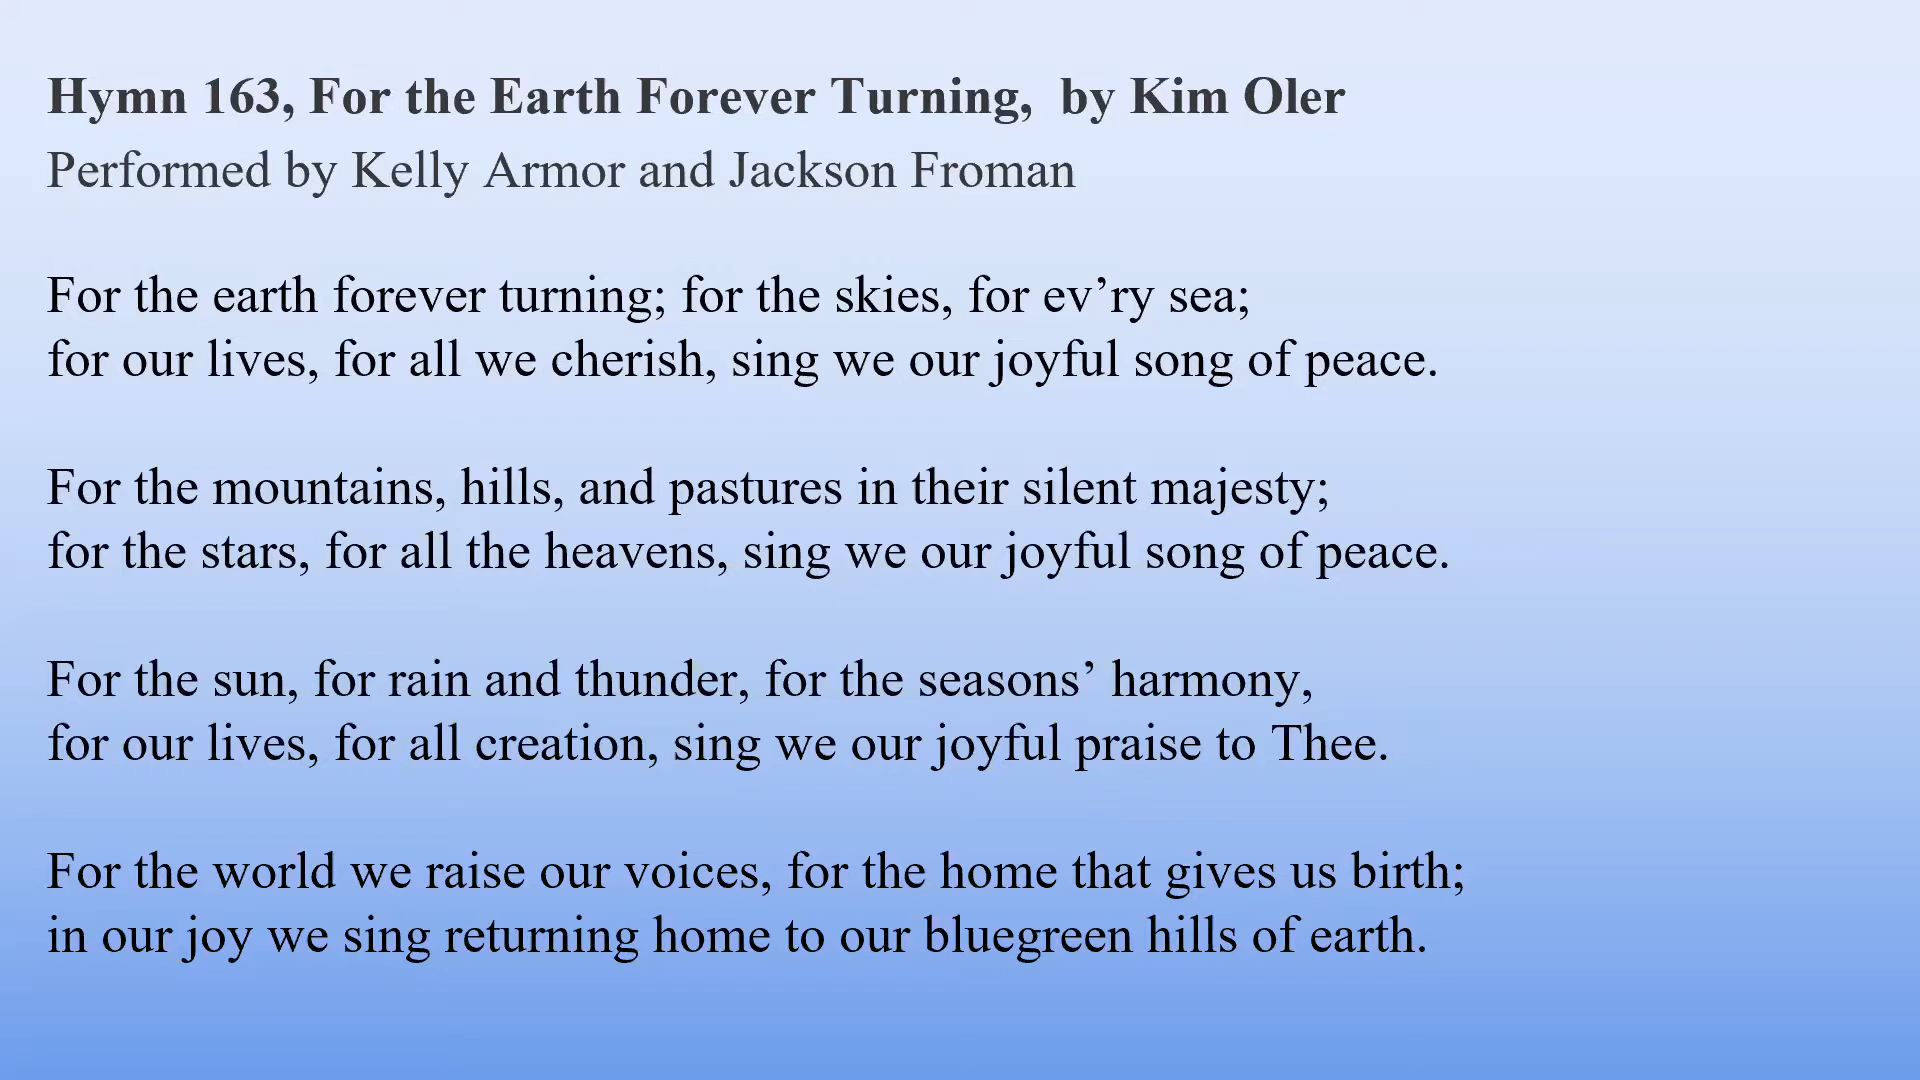 Hymn 163, For the Earth Forever Turning,  by Kim Oler
Performed by Kelly Armor and Jackson Froman
For the earth forever turning; for the skies, for ev’ry sea;
for our lives, for all we cherish, sing we our joyful song of peace.
For the mountains, hills, and pastures in their silent majesty;
for the stars, for all the heavens, sing we our joyful song of peace.
For the sun, for rain and thunder, for the seasons’ harmony,
for our lives, for all creation, sing we our joyful praise to Thee.
For the world we raise our voices, for the home that gives us birth;
in our joy we sing returning home to our bluegreen hills of earth.